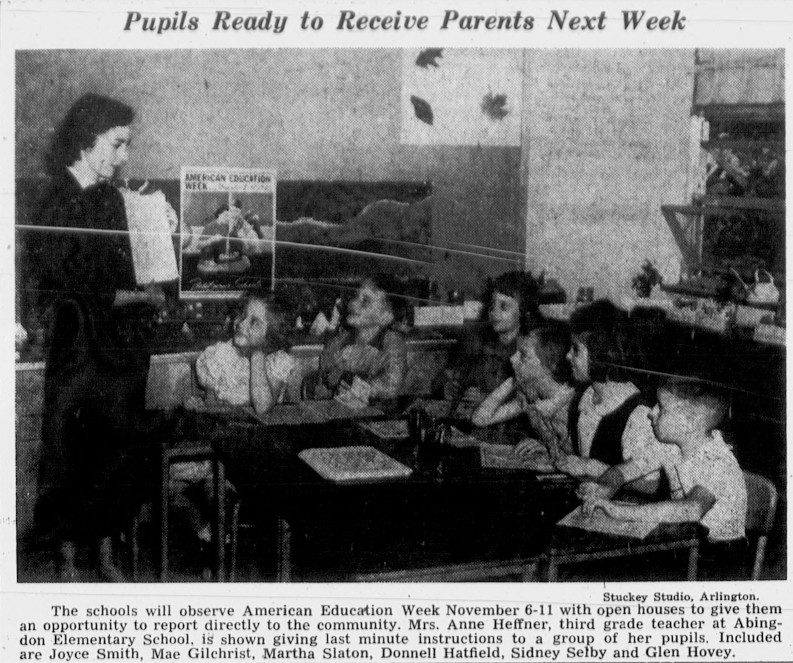 Pupils Ready to Receive Parents Next Week
AMERICAN EDUCATION
WEEK
Stuckey Studio, Arlington.
The schools will observe American Education Week November 6-11 with open houses to give them
an opportunity to report directly to the community. Mrs. Anne Heffner, third grade teacher at Abing-
don Elementary School, is shown giving last minute instructions to a group of her pupils. Included
are Joyce Smith, Mae Gilchrist, Martha Slaton, Donnell Hatfield, Sidney Selby and Glen Hovey.